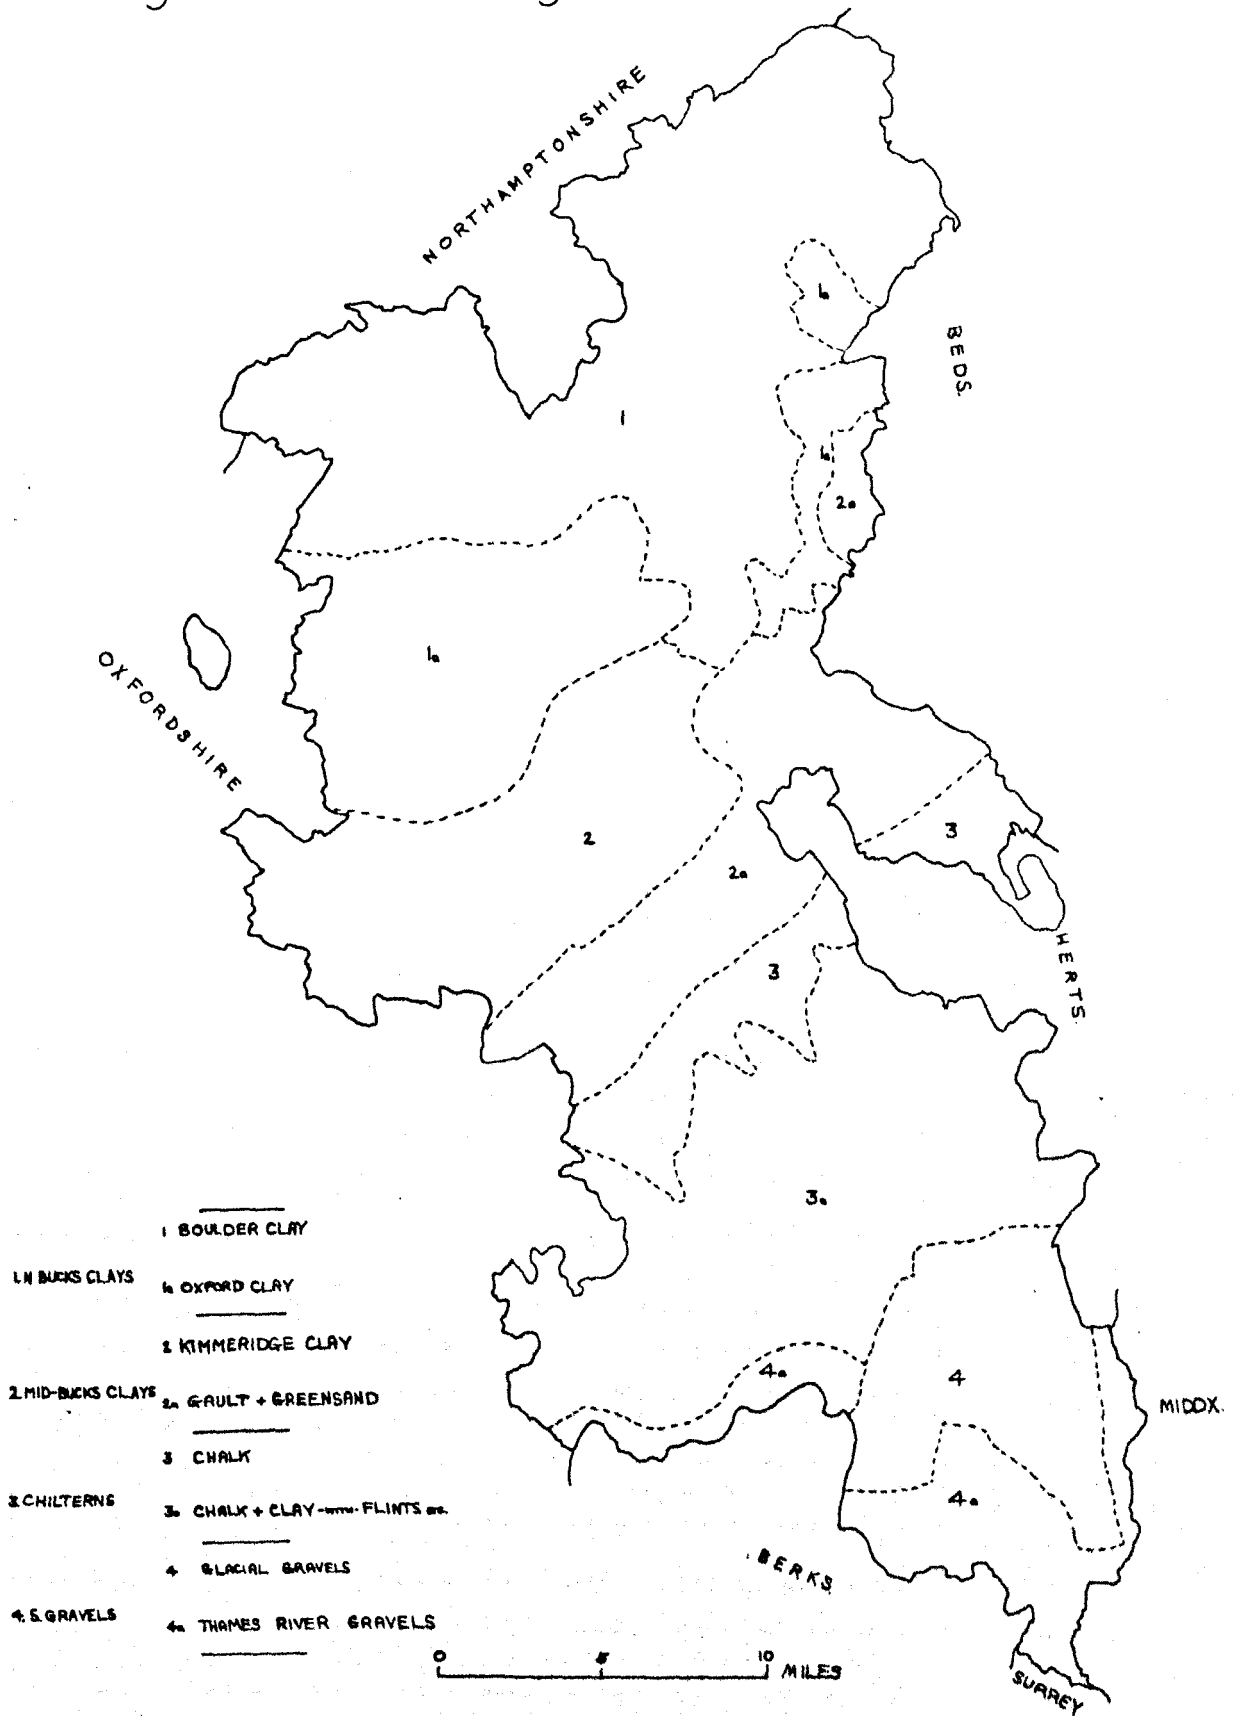 NORTHAMPTONSHIRE
BEDS.
1a
1
1a
2a
1a
OXFORDSHIRE
2
3
2a
3
HERTS.
3a
4a
4
MIDDX.
4a
BERKS.
SURREY
1 BOULDER CLAY
1. N BUCKS CLAYS
1a OXFORD CLAY
2 KIMMERIDGE CLAY
2 MID-BUCKS CLAYS
2a GAULT + GREENSAND
3 CHALK
3. CHILTERNS
3a CHALK + CLAY-WITH-FLINTS etc.
4 GLACIAL GRAVELS
4. S. GRAVELS
4a THAMES RIVER GRAVELS
0 5 10 MILES